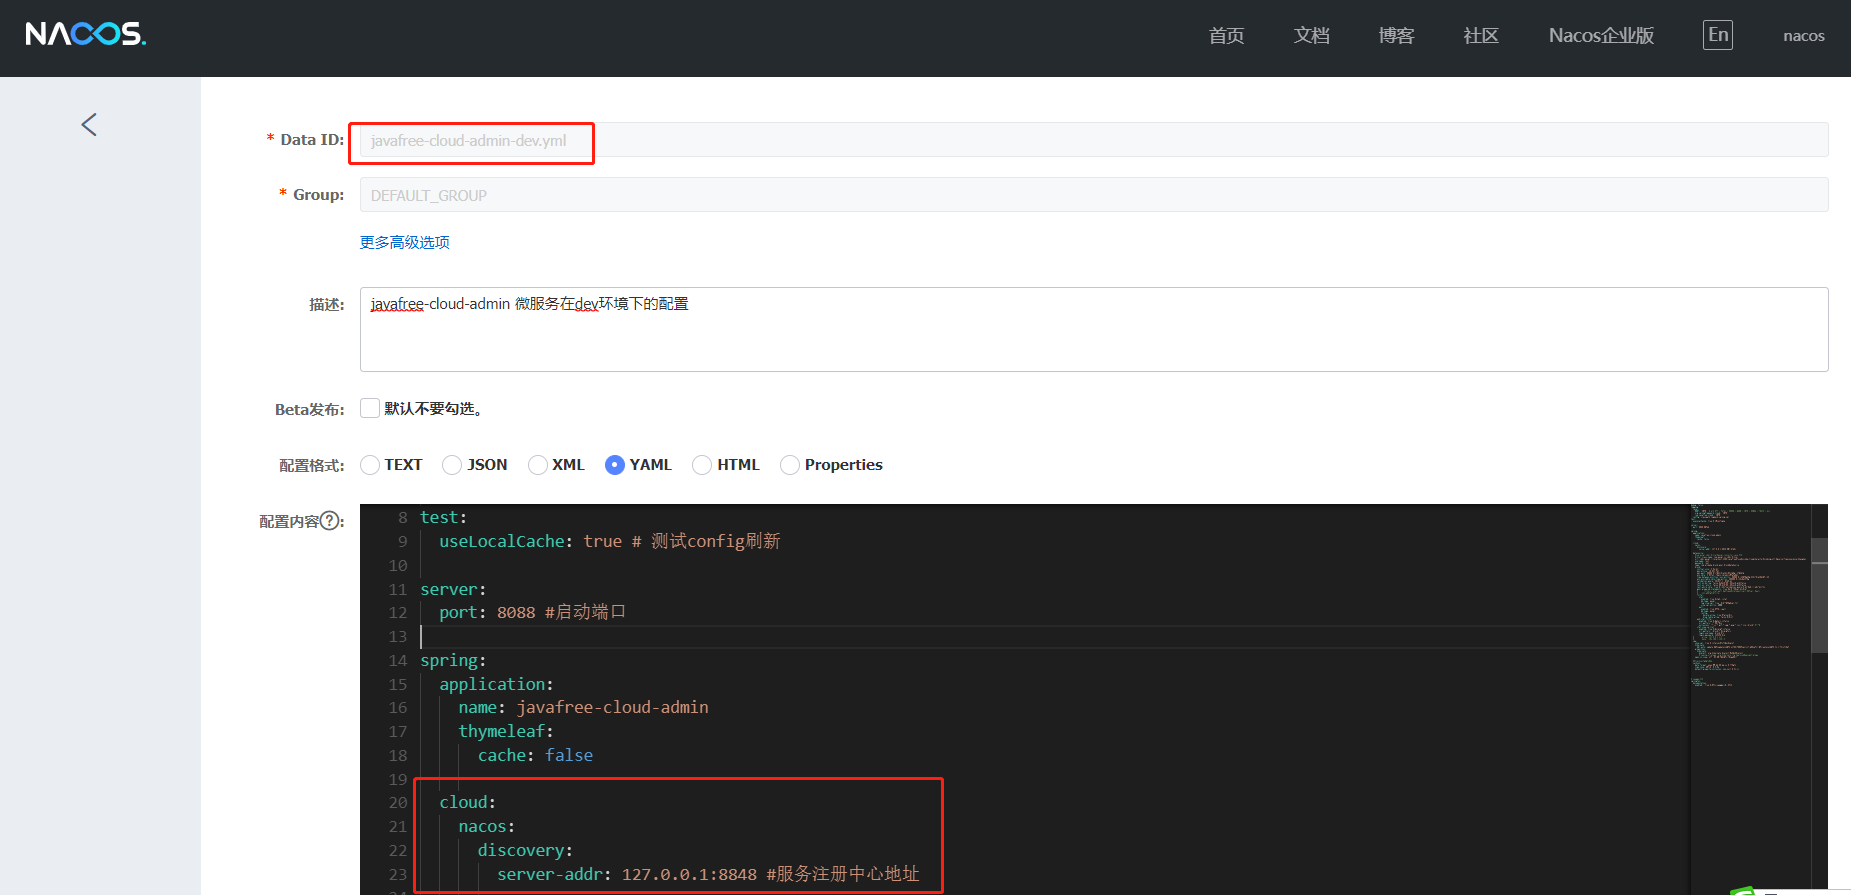 NACOS.
首页 文档 博客 社区 Nacos企业版 En nacos
* Data ID: javafree-cloud-admin-dev.yml
* Group: DEFAULT_GROUP
更多高级选项
描述: javafree-cloud-admin 微服务在dev环境下的配置
Beta发布: 默认不要勾选。
配置格式: TEXT JSON XML YAML HTML Properties
配置内容?:
8 test:
9 useLocalCache: true # 测试config刷新
10
11 server:
12 port: 8088 #启动端口
13
14 spring:
15 application:
16 name: javafree-cloud-admin
17 thymeleaf:
18 cache: false
19
20 cloud:
21 nacos:
22 discovery:
23 server-addr: 127.0.0.1:8848 #服务注册中心地址